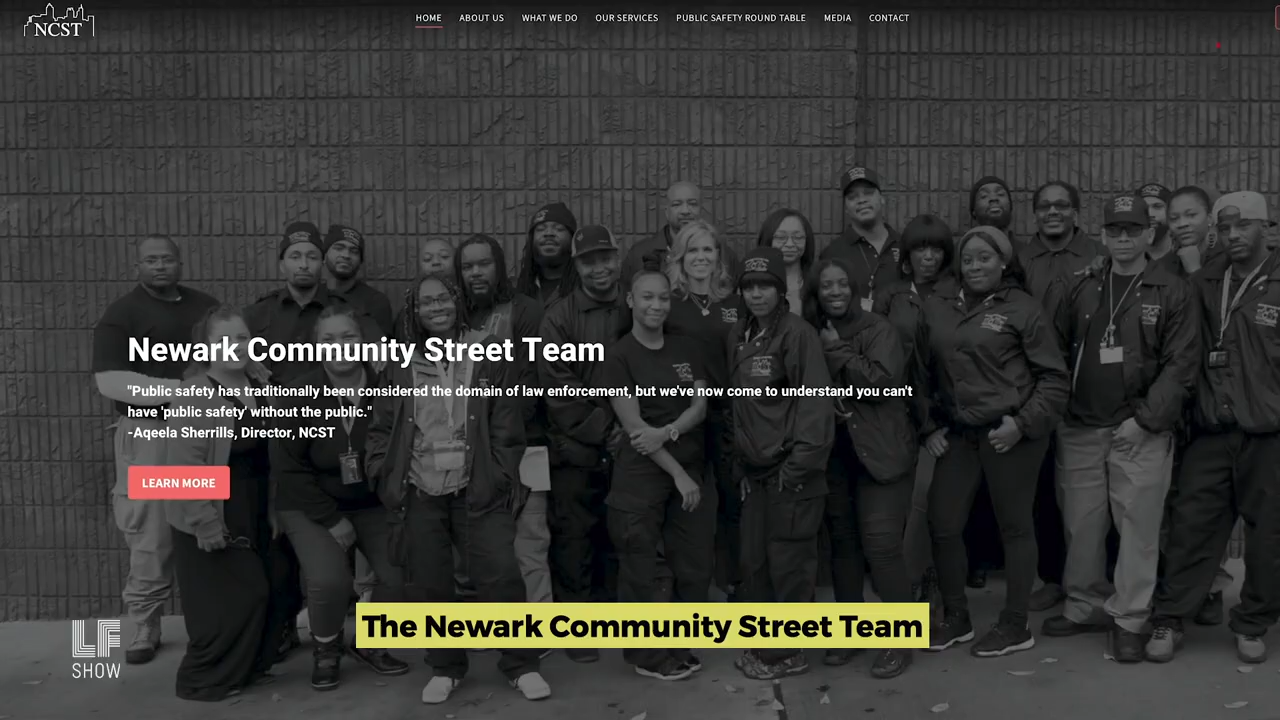 NCST
HOME ABOUT US WHAT WE DO OUR SERVICES PUBLIC SAFETY ROUND TABLE MEDIA CONTACT
Newark Community Street Team
"Public safety has traditionally been considered the domain of law enforcement, but we've now come to understand you can't
have 'public safety' without the public."
-Aqeela Sherrills, Director, NCST
LEARN MORE
The Newark Community Street Team
LF
SHOW